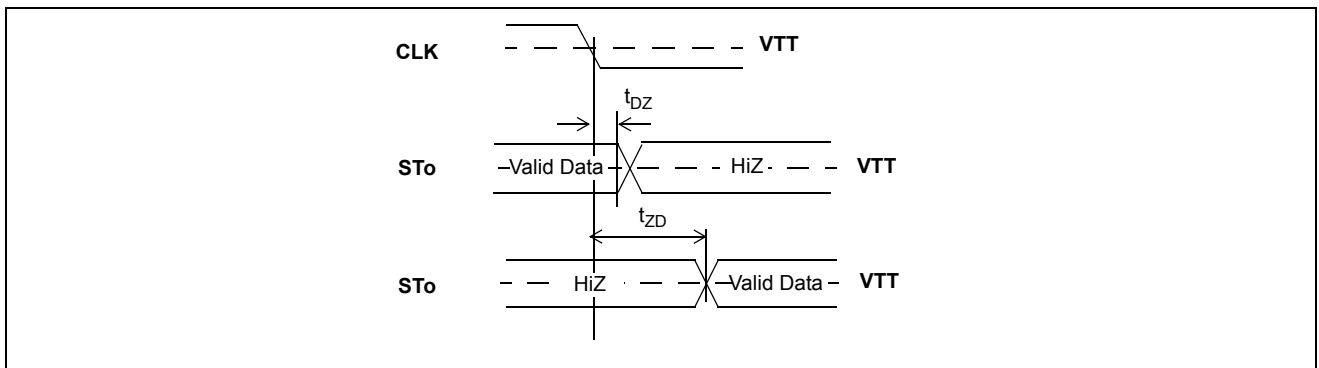 CLK
VTT
tDZ
STo
Valid Data
HiZ
VTT
tZD
STo
HiZ
Valid Data
VTT